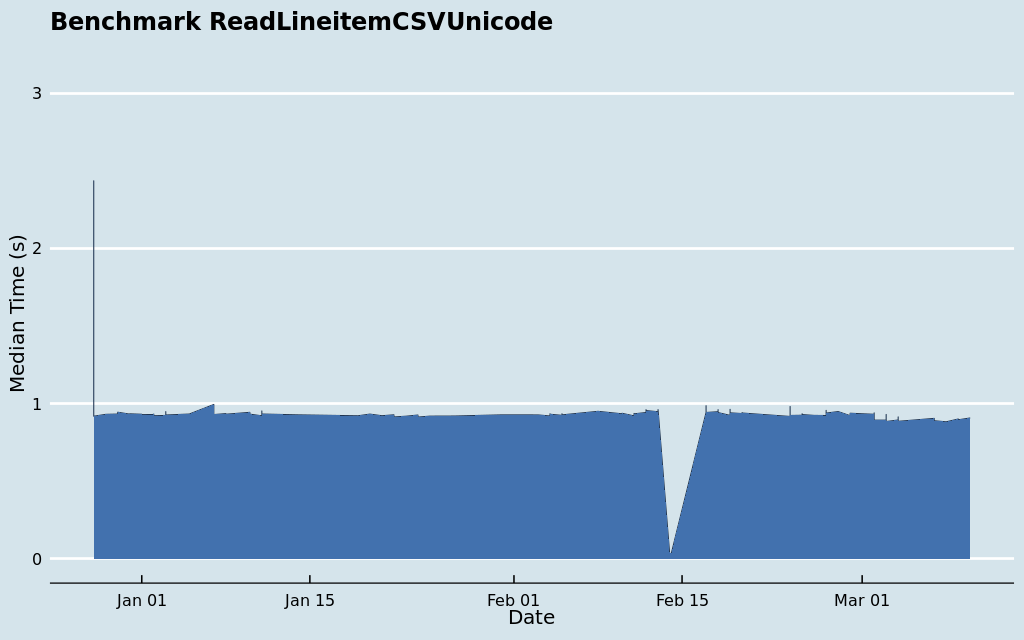 Benchmark ReadLineitemCSVUnicode
Median Time (s)
3
2
1
0
Jan 01
Jan 15
Feb 01
Feb 15
Mar 01
Date